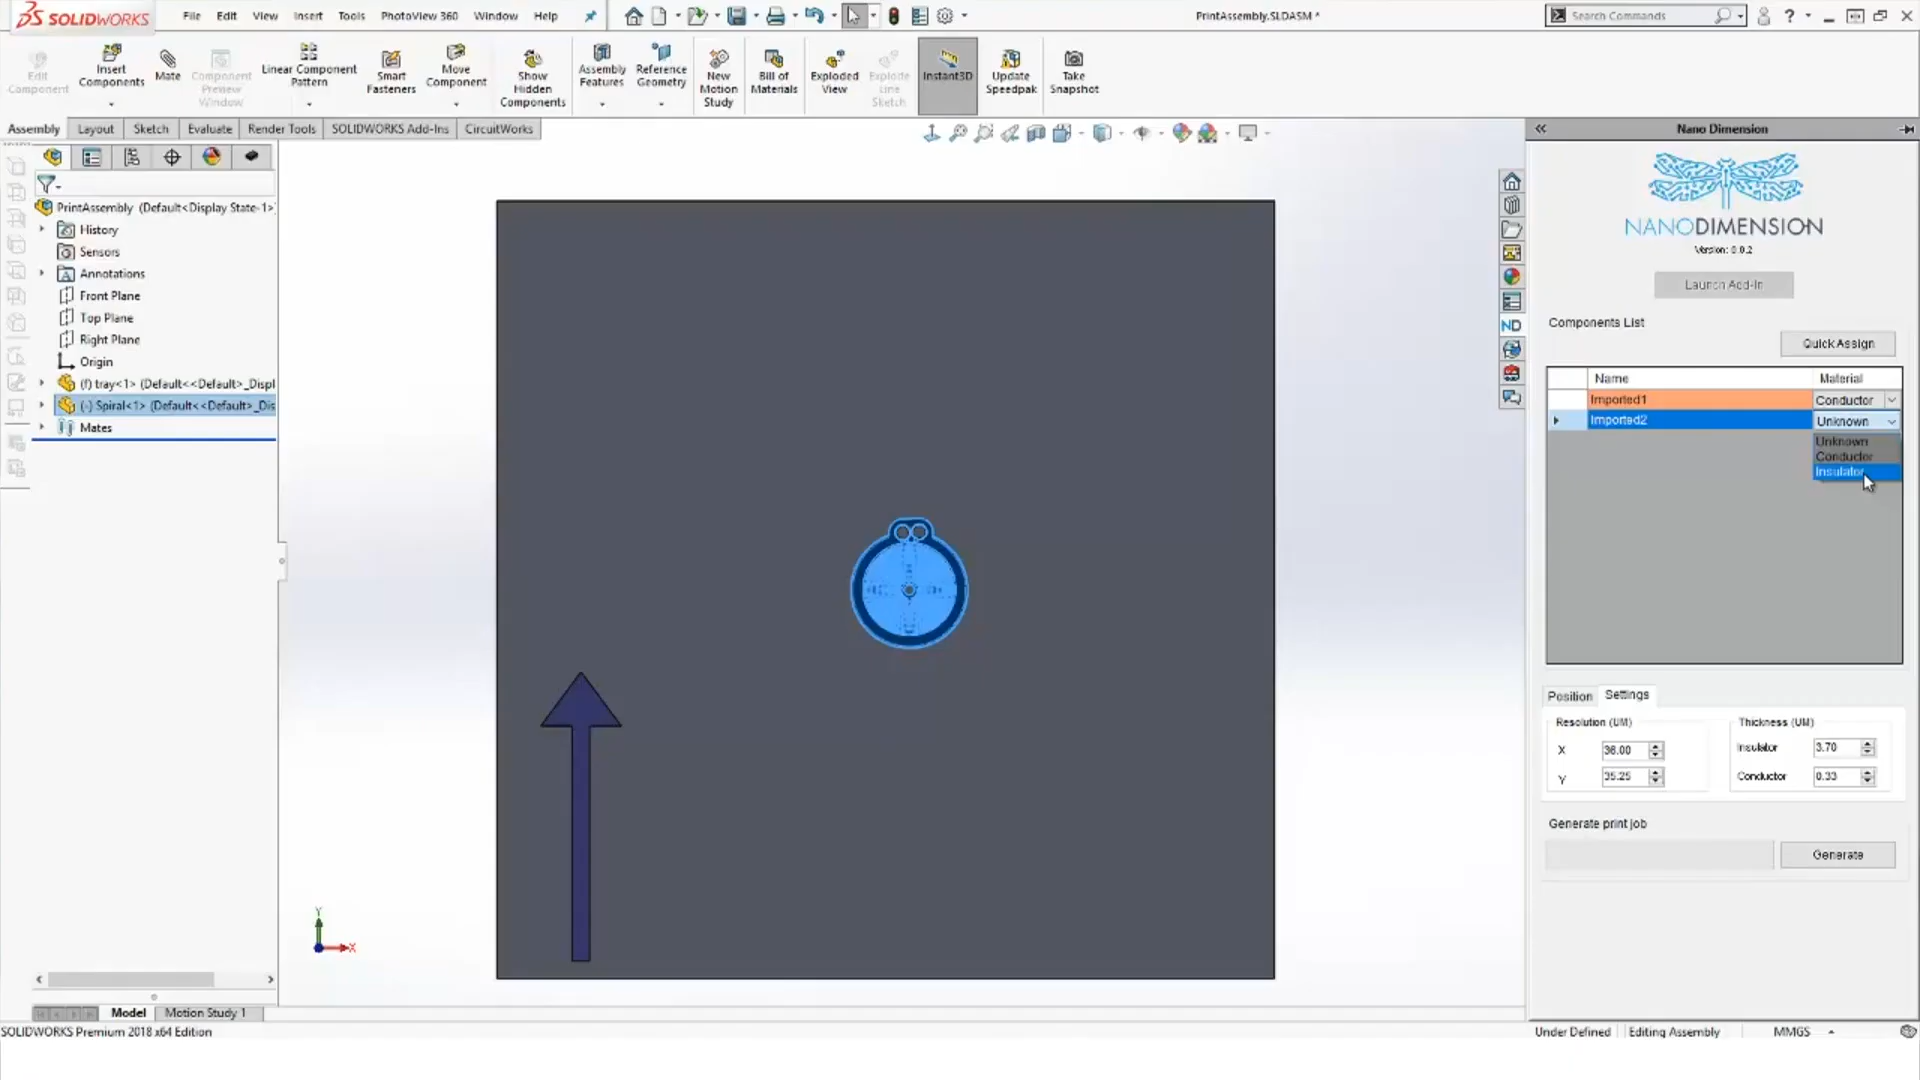 SOLIDWORKS
File Edit View Insert Tools PhotoView 360 Window Help
PrintAssembly.SLDASM *
Search Commands
Edit Component
Insert Components
Mate
Component Preview Window
Linear Component Pattern
Smart Fasteners
Move Component
Show Hidden Components
Assembly Features
Reference Geometry
New Motion Study
Bill of Materials
Exploded View
Explode Line Sketch
Instant3D
Update Speedpak
Take Snapshot
Assembly Layout Sketch Evaluate Render Tools SOLIDWORKS Add-Ins CircuitWorks
PrintAssembly (Default<Display State-1>
History
Sensors
Annotations
Front Plane
Top Plane
Right Plane
Origin
(f) tray<1> (Default<<Default>_Displ
(-) Spiral<1> (Default<<Default>_Dis
Mates
Y
X
Nano Dimension
NANODIMENSION
Version: 0.0.2
Launch Add-In
Components List
Quick Assign
Name Material
Imported1 Conductor
Imported2 Unknown
Unknown
Conductor
Insulator
ND
Position Settings
Resolution (UM) Thickness (UM)
X 36.00 Insulator 3.70
Y 35.25 Conductor 0.33
Generate print job
Generate
Model Motion Study 1
SOLIDWORKS Premium 2018 x64 Edition
Under Defined Editing Assembly MMGS